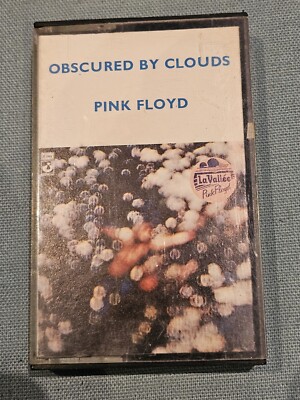 OBSCURED BY CLOUDS
PINK FLOYD
La Vallée
Pink Floyd